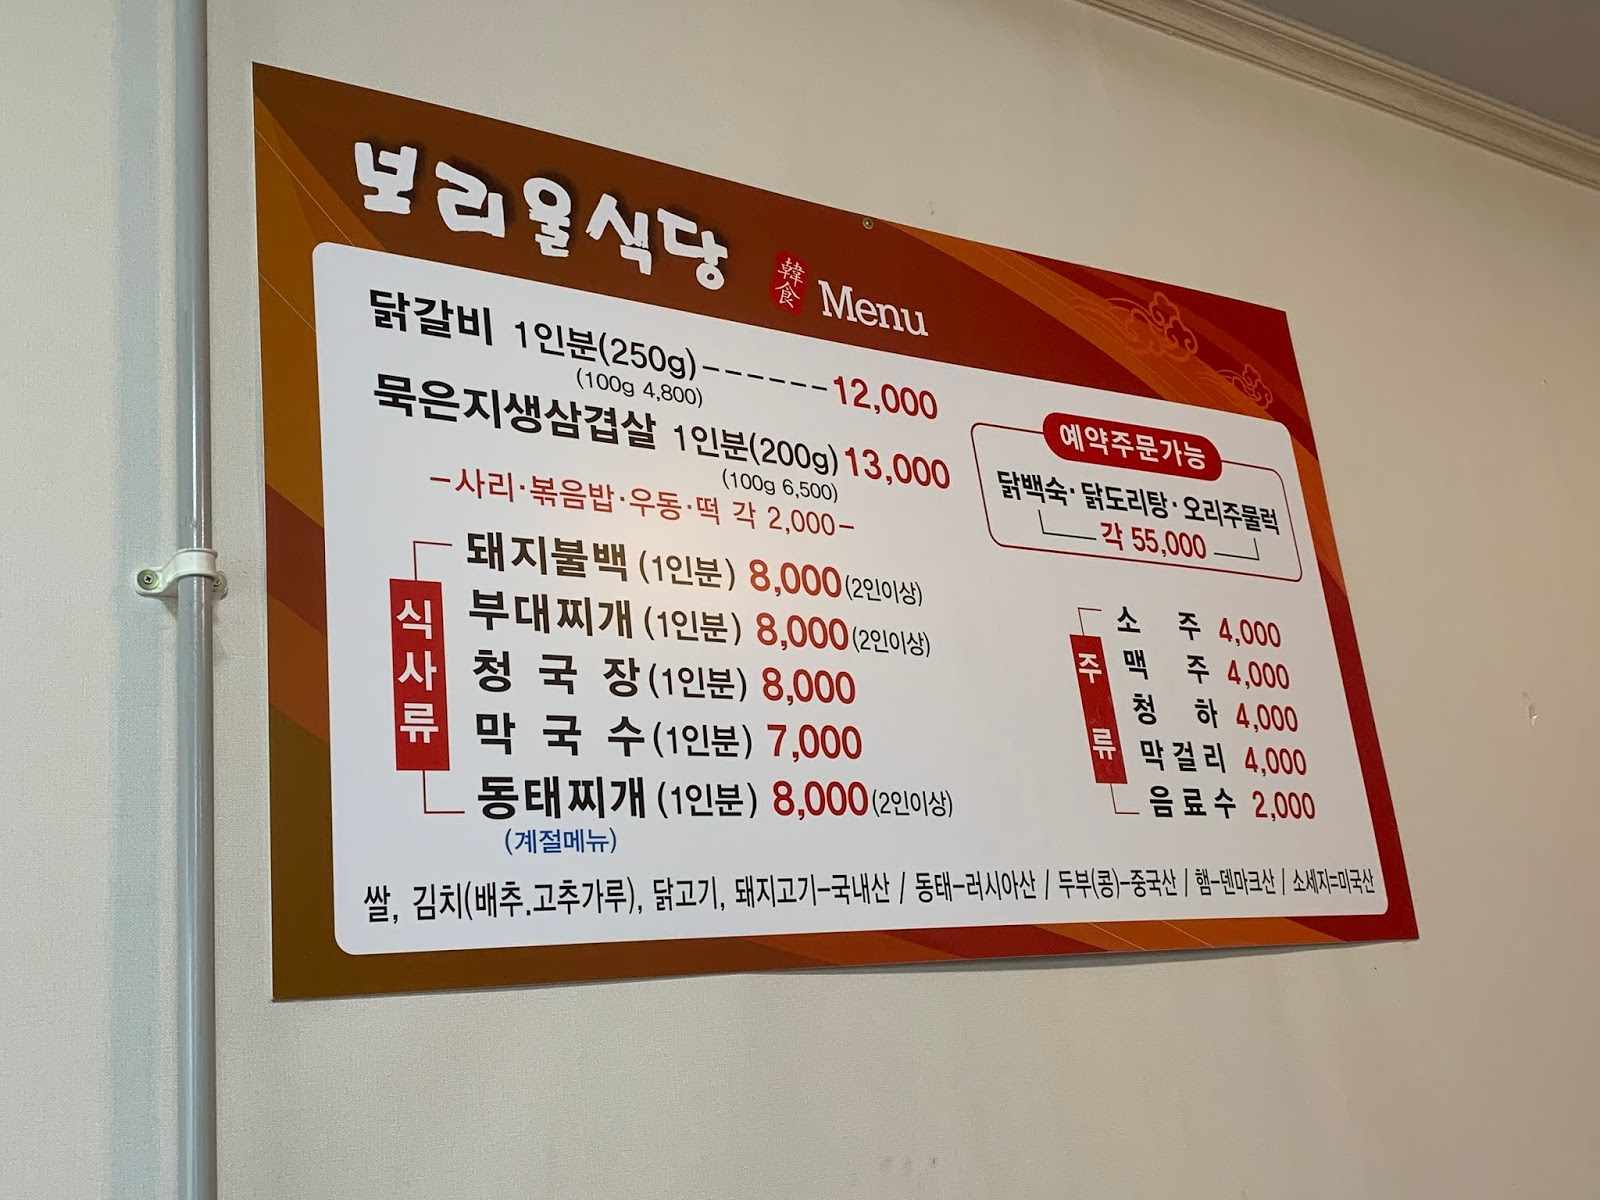 보리울식당
韓食 Menu
닭갈비 1인분(250g)------12,000
(100g 4,800)
묵은지생삼겹살 1인분(200g) 13,000
(100g 6,500)
-사리·볶음밥·우동·떡 각 2,000-
예약주문가능
닭백숙·닭도리탕·오리주물럭
각 55,000
식사류
돼지불백 (1인분) 8,000 (2인이상)
부대찌개 (1인분) 8,000 (2인이상)
청국장 (1인분) 8,000
막국수 (1인분) 7,000
동태찌개 (1인분) 8,000 (2인이상)
(계절메뉴)
주류
소주 4,000
맥주 4,000
청하 4,000
막걸리 4,000
음료수 2,000
쌀, 김치(배추.고추가루), 닭고기, 돼지고기-국내산 / 동태-러시아산 / 두부(콩)-중국산 / 햄-덴마크산 / 소세지=미국산